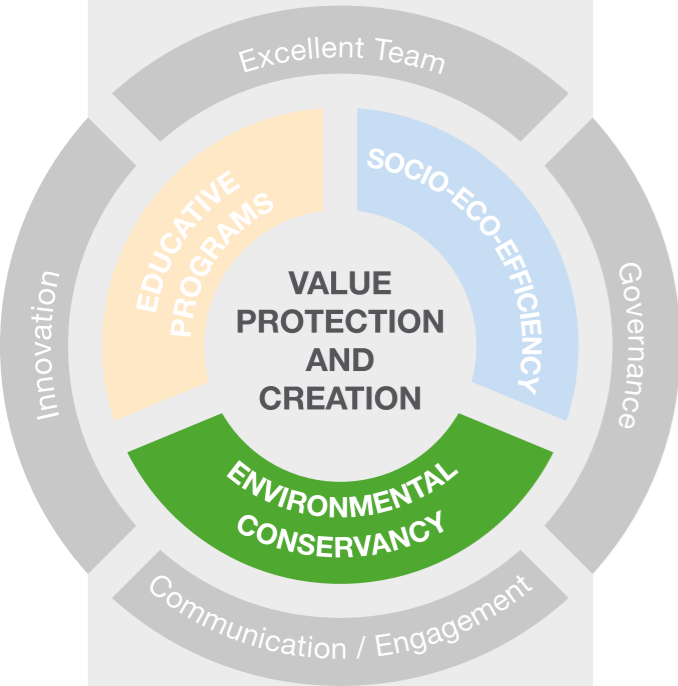 Excellent Team
EDUCATIVE
PROGRAMS
SOCIO-ECO-EFFICIENCY
Innovation
VALUE
PROTECTION
AND
CREATION
Governance
ENVIRONMENTAL
CONSERVANCY
Communication / Engagement